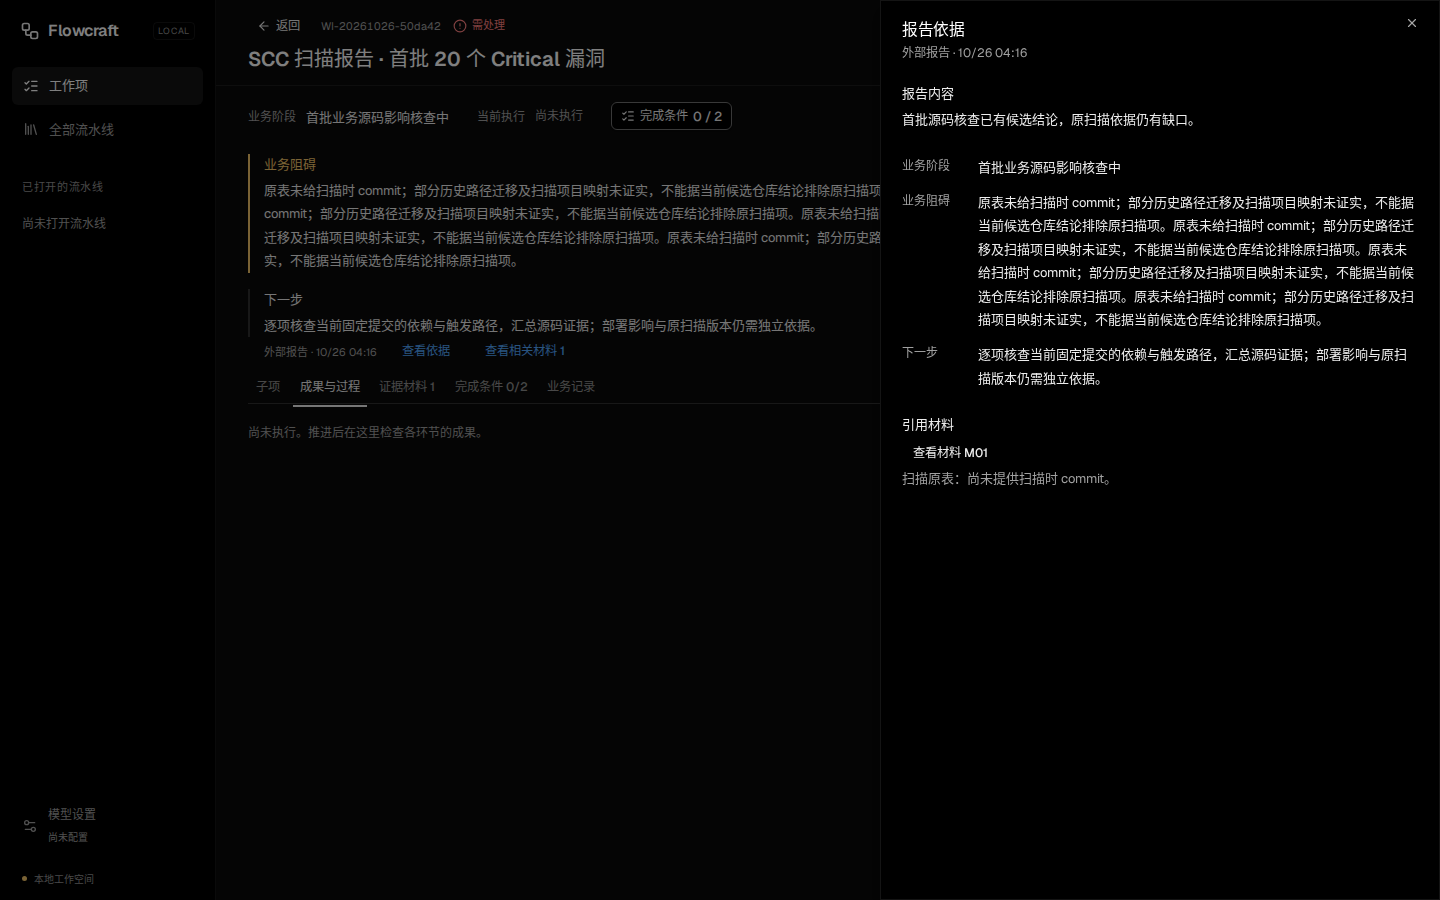 Flowcraft
LOCAL
工作项
全部流水线
已打开的流水线
尚未打开流水线
模型设置
尚未配置
本地工作空间
返回
WI-20261026-50da42
需处理
SCC 扫描报告 · 首批 20 个 Critical 漏洞
业务阶段
首批业务源码影响核查中
当前执行
尚未执行
完成条件 0 / 2
业务阻碍
原表未给扫描时 commit；部分历史路径迁移及扫描项目映射未证实，不能据当前候选仓库结论排除原扫描项
commit；部分历史路径迁移及扫描项目映射未证实，不能据当前候选仓库结论排除原扫描项。原表未给扫描
迁移及扫描项目映射未证实，不能据当前候选仓库结论排除原扫描项。原表未给扫描时 commit；部分历史路
实，不能据当前候选仓库结论排除原扫描项。
下一步
逐项核查当前固定提交的依赖与触发路径，汇总源码证据；部署影响与原扫描版本仍需独立依据。
外部报告 · 10/26 04:16
查看依据
查看相关材料 1
子项
成果与过程
证据材料 1
完成条件 0/2
业务记录
尚未执行。推进后在这里检查各环节的成果。
报告依据
外部报告 · 10/26 04:16
报告内容
首批源码核查已有候选结论，原扫描依据仍有缺口。
业务阶段
首批业务源码影响核查中
业务阻碍
原表未给扫描时 commit；部分历史路径迁移及扫描项目映射未证实，不能据
当前候选仓库结论排除原扫描项。原表未给扫描时 commit；部分历史路径迁
移及扫描项目映射未证实，不能据当前候选仓库结论排除原扫描项。原表未
给扫描时 commit；部分历史路径迁移及扫描项目映射未证实，不能据当前候
选仓库结论排除原扫描项。原表未给扫描时 commit；部分历史路径迁移及扫
描项目映射未证实，不能据当前候选仓库结论排除原扫描项。
下一步
逐项核查当前固定提交的依赖与触发路径，汇总源码证据；部署影响与原扫
描版本仍需独立依据。
引用材料
查看材料 M01
扫描原表：尚未提供扫描时 commit。